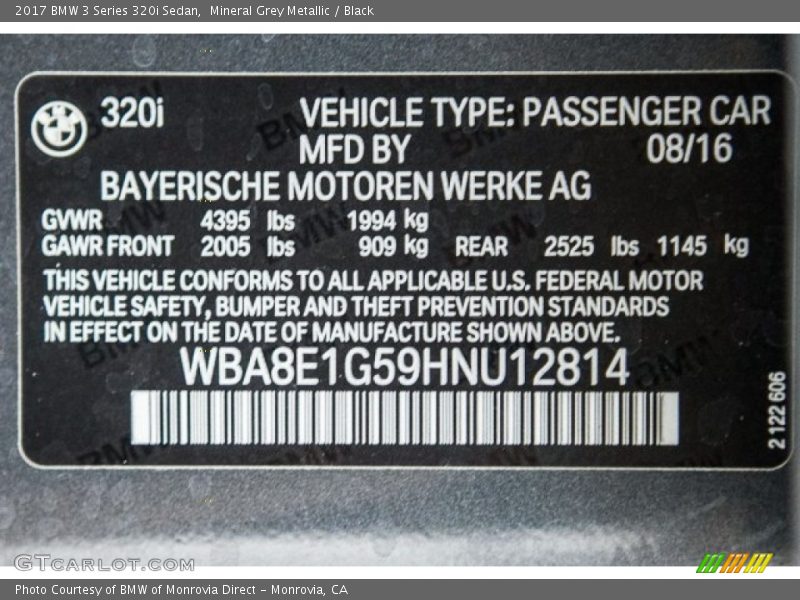 2017 BMW 3 Series 320i Sedan, Mineral Grey Metallic / Black
320i VEHICLE TYPE: PASSENGER CAR
MFD BY 08/16
BAYERISCHE MOTOREN WERKE AG
GVWR 4395 lbs 1994 kg
GAWR FRONT 2005 lbs 909 kg REAR 2525 lbs 1145 kg
THIS VEHICLE CONFORMS TO ALL APPLICABLE U.S. FEDERAL MOTOR
VEHICLE SAFETY, BUMPER AND THEFT PREVENTION STANDARDS
IN EFFECT ON THE DATE OF MANUFACTURE SHOWN ABOVE.
WBA8E1G59HNU12814
2 122 606
GTCARLOT.COM
Photo Courtesy of BMW of Monrovia Direct - Monrovia, CA